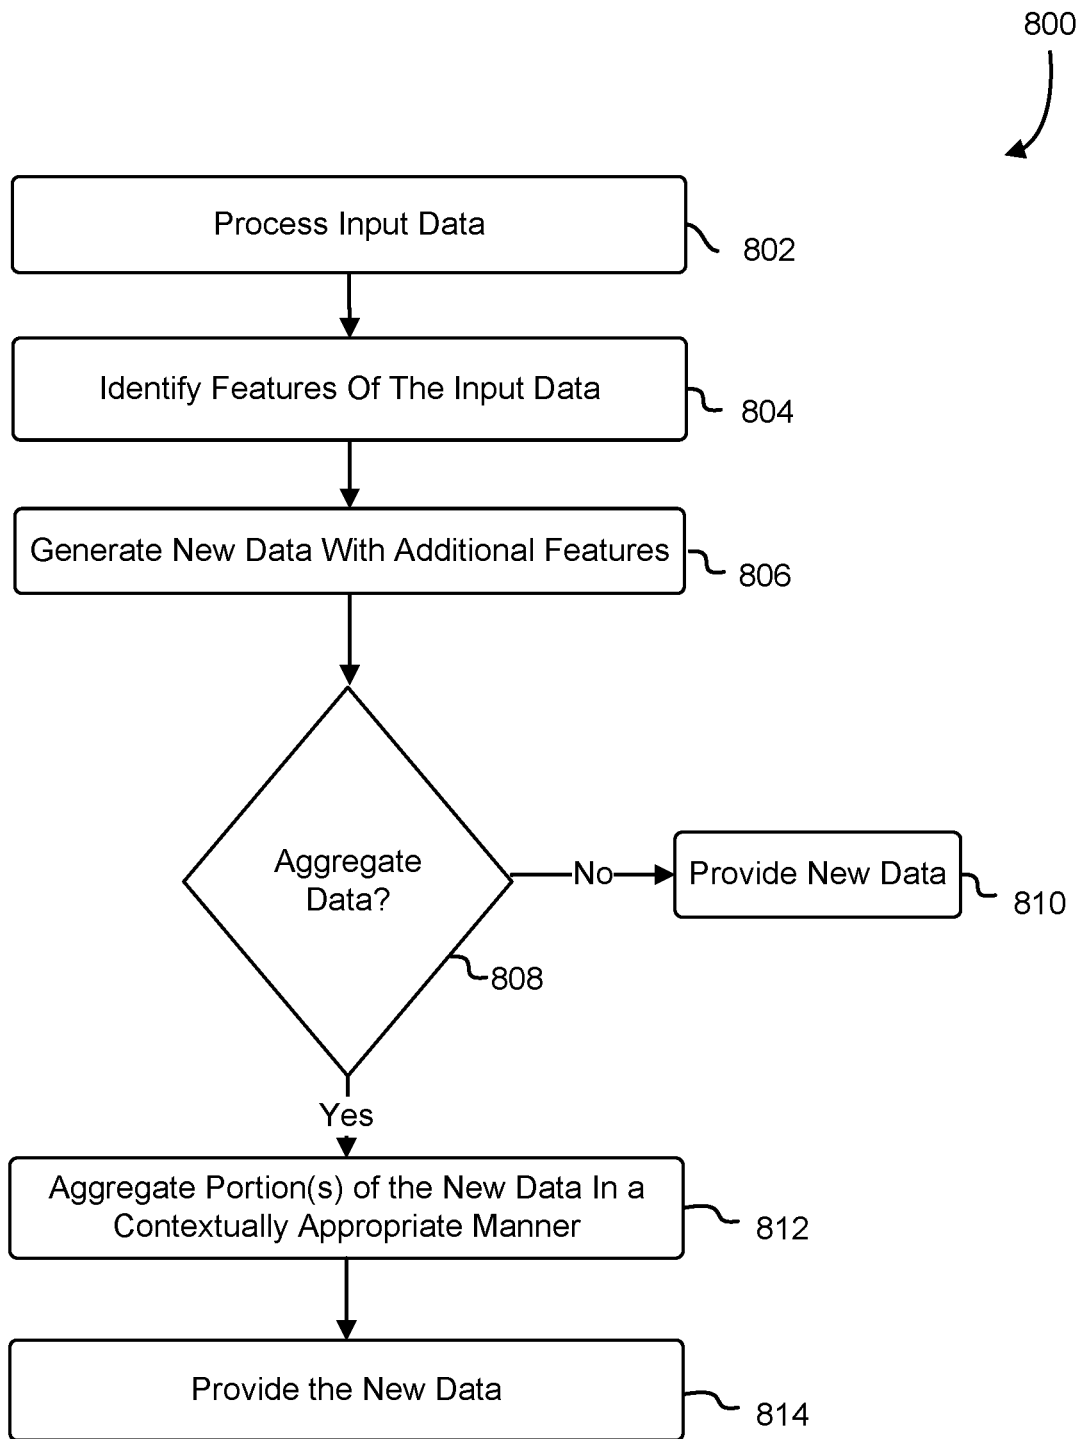 800
Process Input Data
802
Identify Features Of The Input Data
804
Generate New Data With Additional Features
806
Aggregate
Data?
No
Provide New Data
810
808
Yes
Aggregate Portion(s) of the New Data In a
Contextually Appropriate Manner
812
Provide the New Data
814